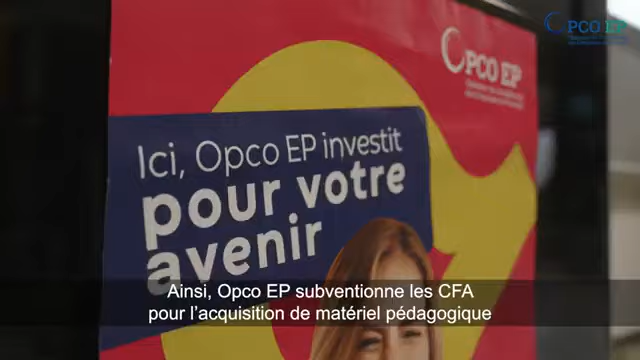 OPCO EP
OPCO EP
Ici, Opco EP investit
pour votre
avenir
Ainsi, Opco EP subventionne les CFA
pour l’acquisition de matériel pédagogique